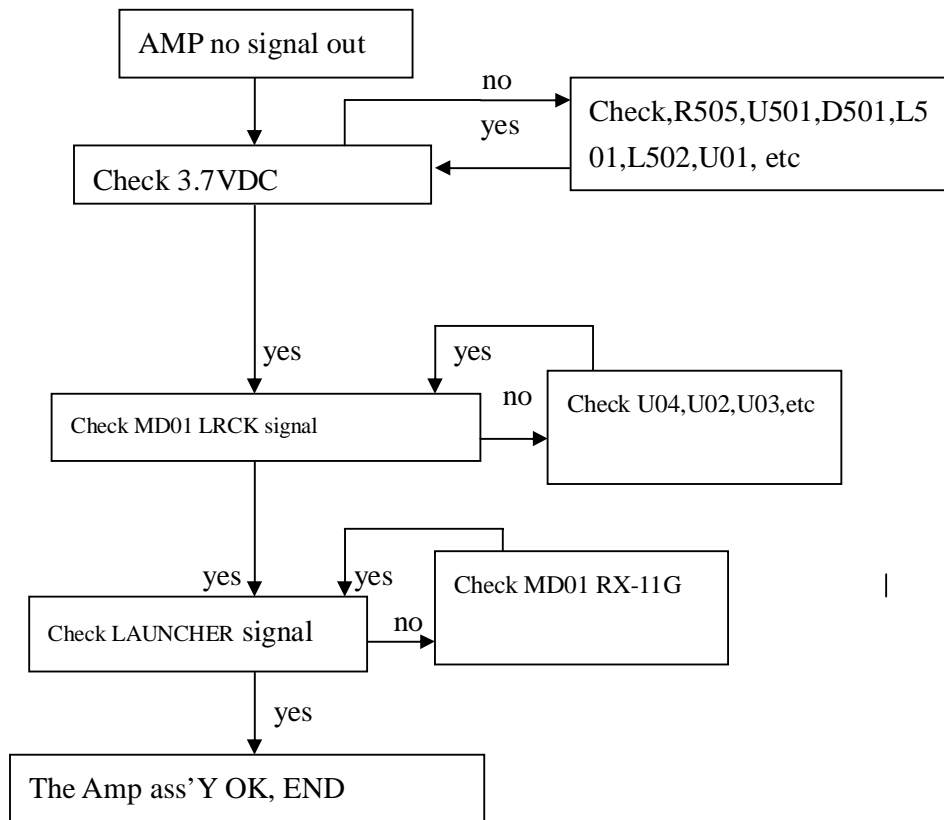 AMP no signal out
no
yes
Check,R505,U501,D501,L5
01,L502,U01, etc
Check 3.7VDC
yes
yes
no
Check U04,U02,U03,etc
Check MD01 LRCK signal
yes
yes
Check MD01 RX-11G
no
Check LAUNCHER signal
yes
The Amp ass’Y OK, END